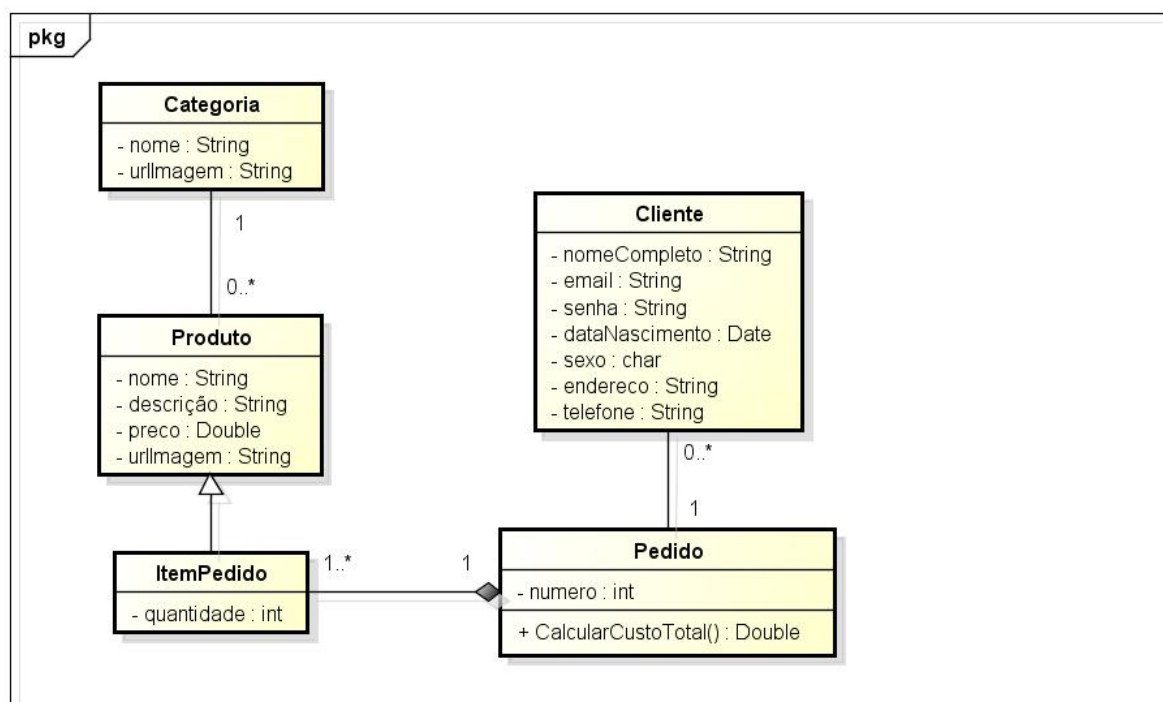 pkg
Categoria
- nome : String
- urlImagem : String
1
0..*
Produto
- nome : String
- descrição : String
- preco : Double
- urlImagem : String
ItemPedido
- quantidade : int
1..*
1
Cliente
- nomeCompleto : String
- email : String
- senha : String
- dataNascimento : Date
- sexo : char
- endereco : String
- telefone : String
0..*
1
Pedido
- numero : int
+ CalcularCustoTotal() : Double